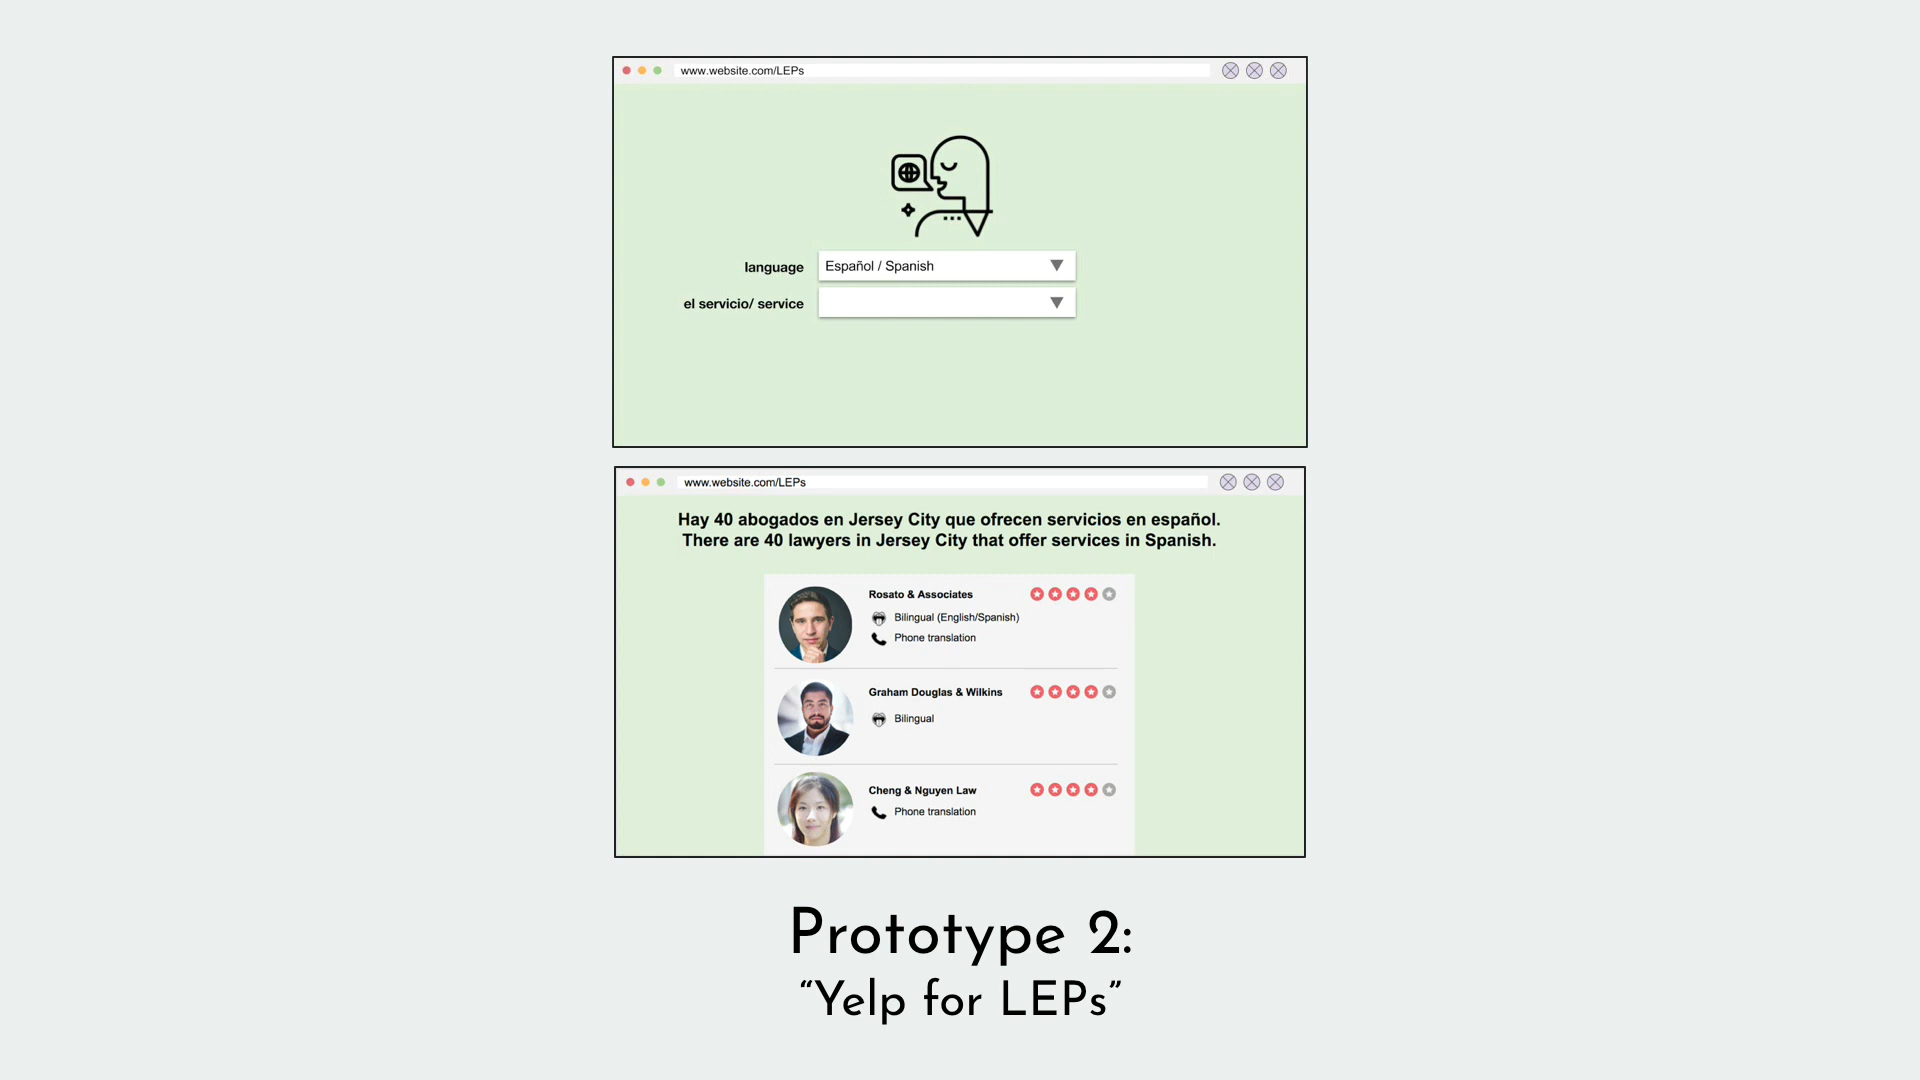 www.website.com/LEPs
language
Español / Spanish
el servicio/ service
www.website.com/LEPs
Hay 40 abogados en Jersey City que ofrecen servicios en español.
There are 40 lawyers in Jersey City that offer services in Spanish.
Rosato & Associates
Bilingual (English/Spanish)
Phone translation
Graham Douglas & Wilkins
Bilingual
Cheng & Nguyen Law
Phone translation
Prototype 2:
“Yelp for LEPs”